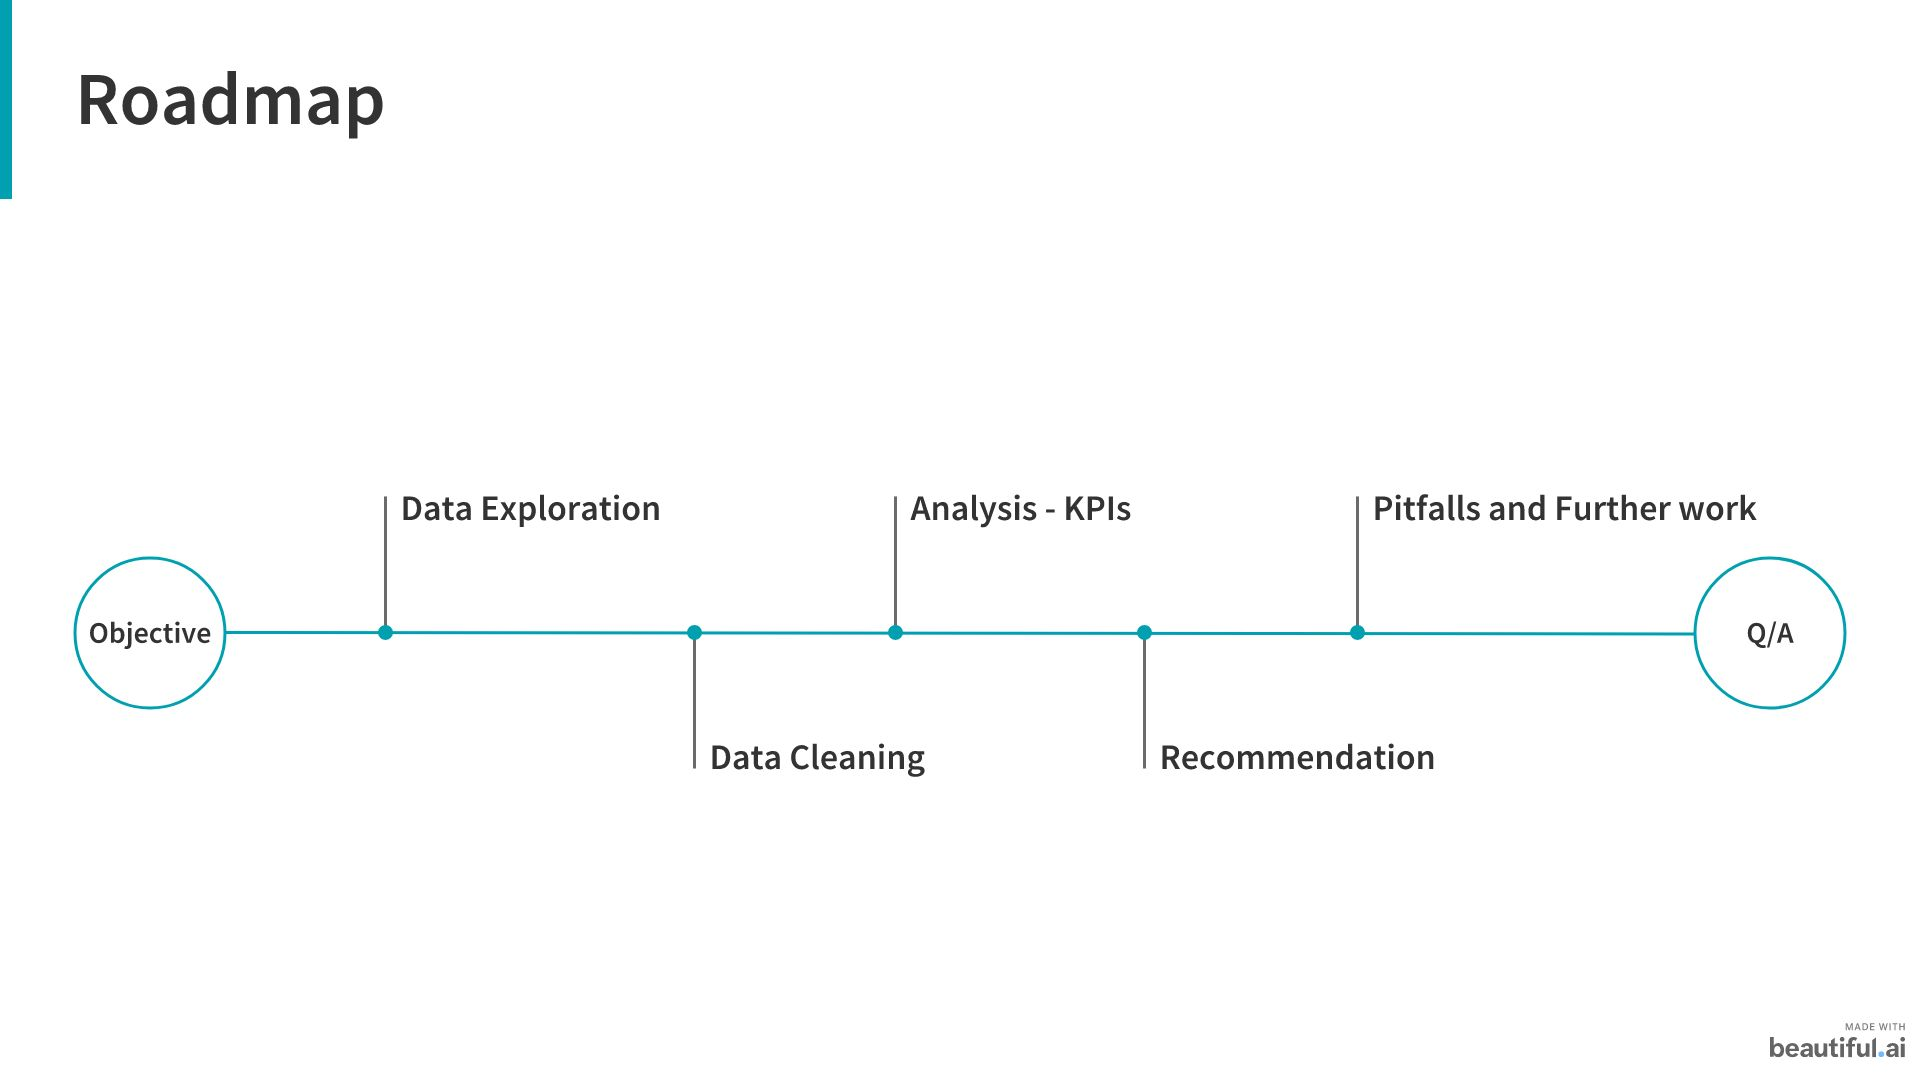 Roadmap
Data Exploration
Analysis - KPIs
Pitfalls and Further work
Objective
Q/A
Data Cleaning
Recommendation
MADE WITH
beautiful.ai